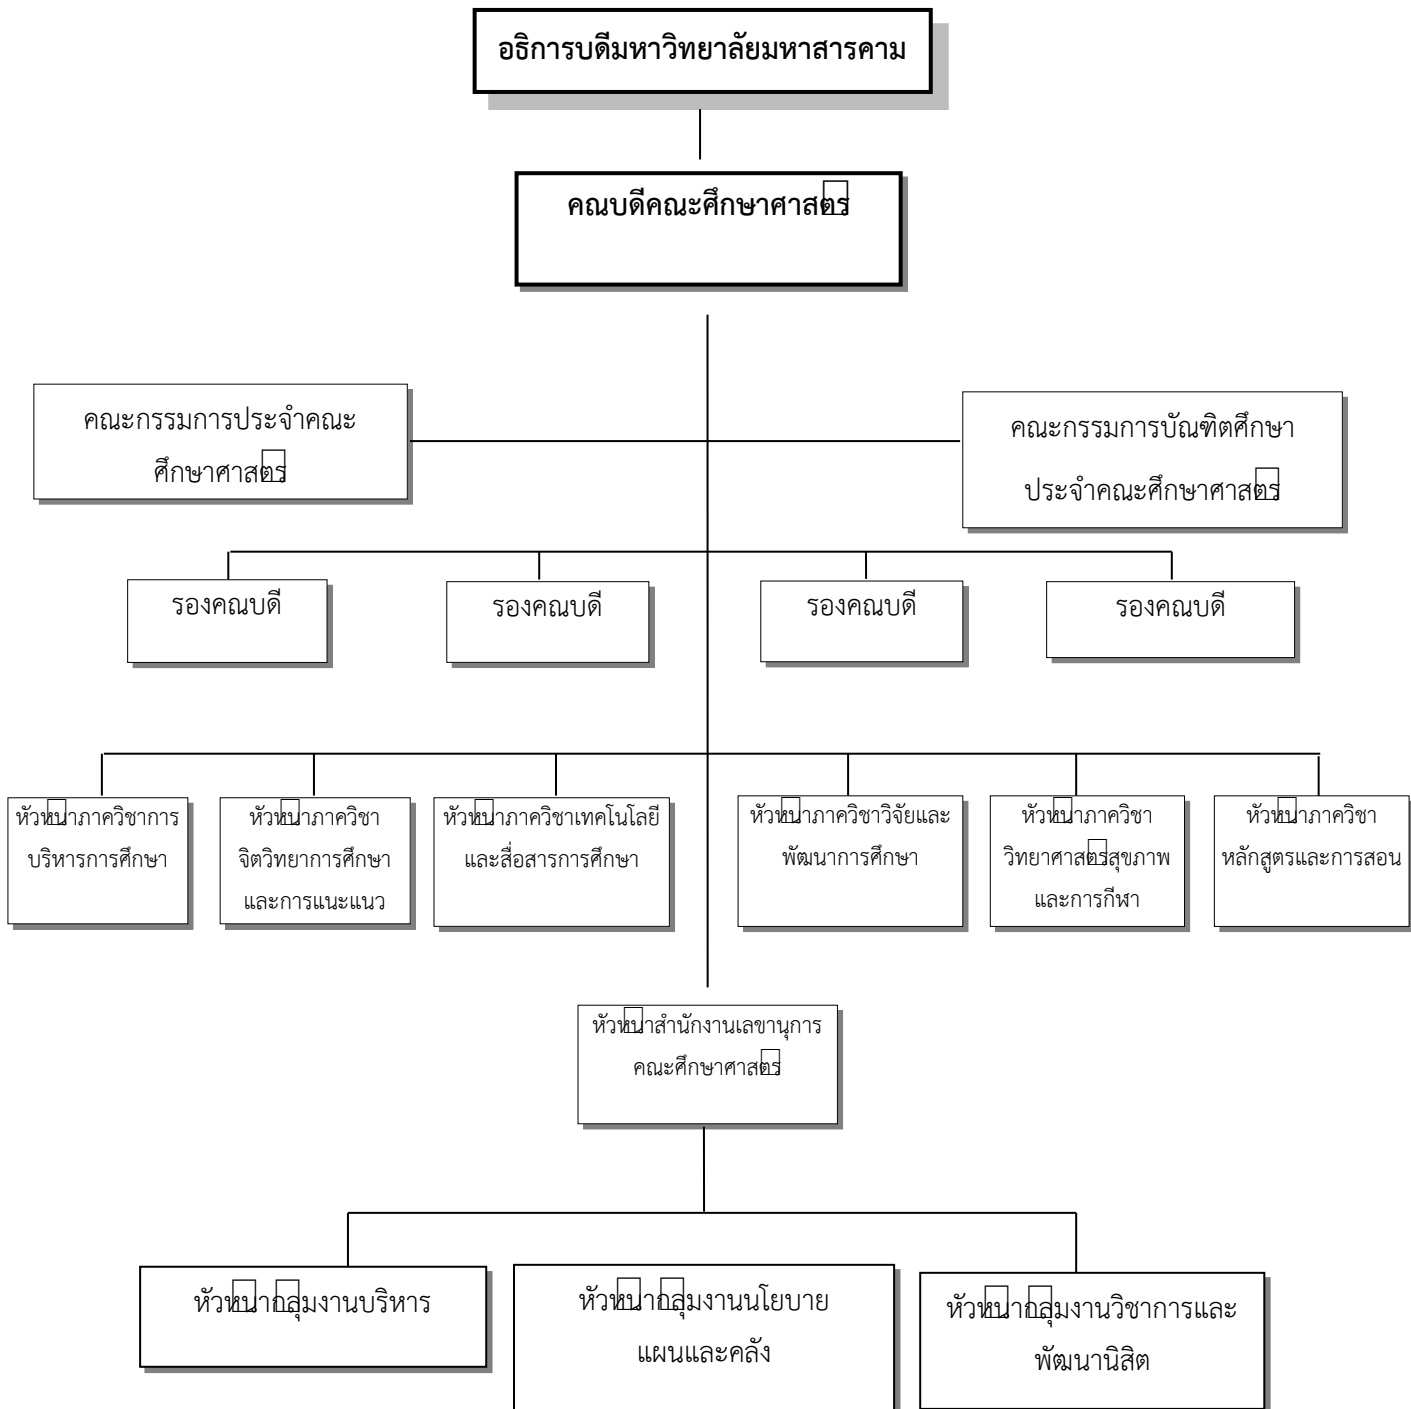 อธิการบดีมหาวิทยาลัยมหาสารคาม
คณบดีคณะศึกษาศาสตร
คณะกรรมการประจำคณะ
ศึกษาศาสตร
คณะกรรมการบัณฑิตศึกษา
ประจำคณะศึกษาศาสตร
รองคณบดี
รองคณบดี
รองคณบดี
รองคณบดี
หัวหนาภาควิชาการ
บริหารการศึกษา
หัวหนาภาควิชา
จิตวิทยาการศึกษา
และการแนะแนว
หัวหนาภาควิชาเทคโนโลยี
และสื่อสารการศึกษา
หัวหนาภาควิชาวิจัยและ
พัฒนาการศึกษา
หัวหนาภาควิชา
วิทยาศาสตรสุขภาพ
และการกีฬา
หัวหนาภาควิชา
หลักสูตรและการสอน
หัวหนาสำนักงานเลขานุการ
คณะศึกษาศาสตร
หัวหนากลุมงานบริหาร
หัวหนากลุมงานนโยบาย
แผนและคลัง
หัวหนากลุมงานวิชาการและ
พัฒนานิสิต